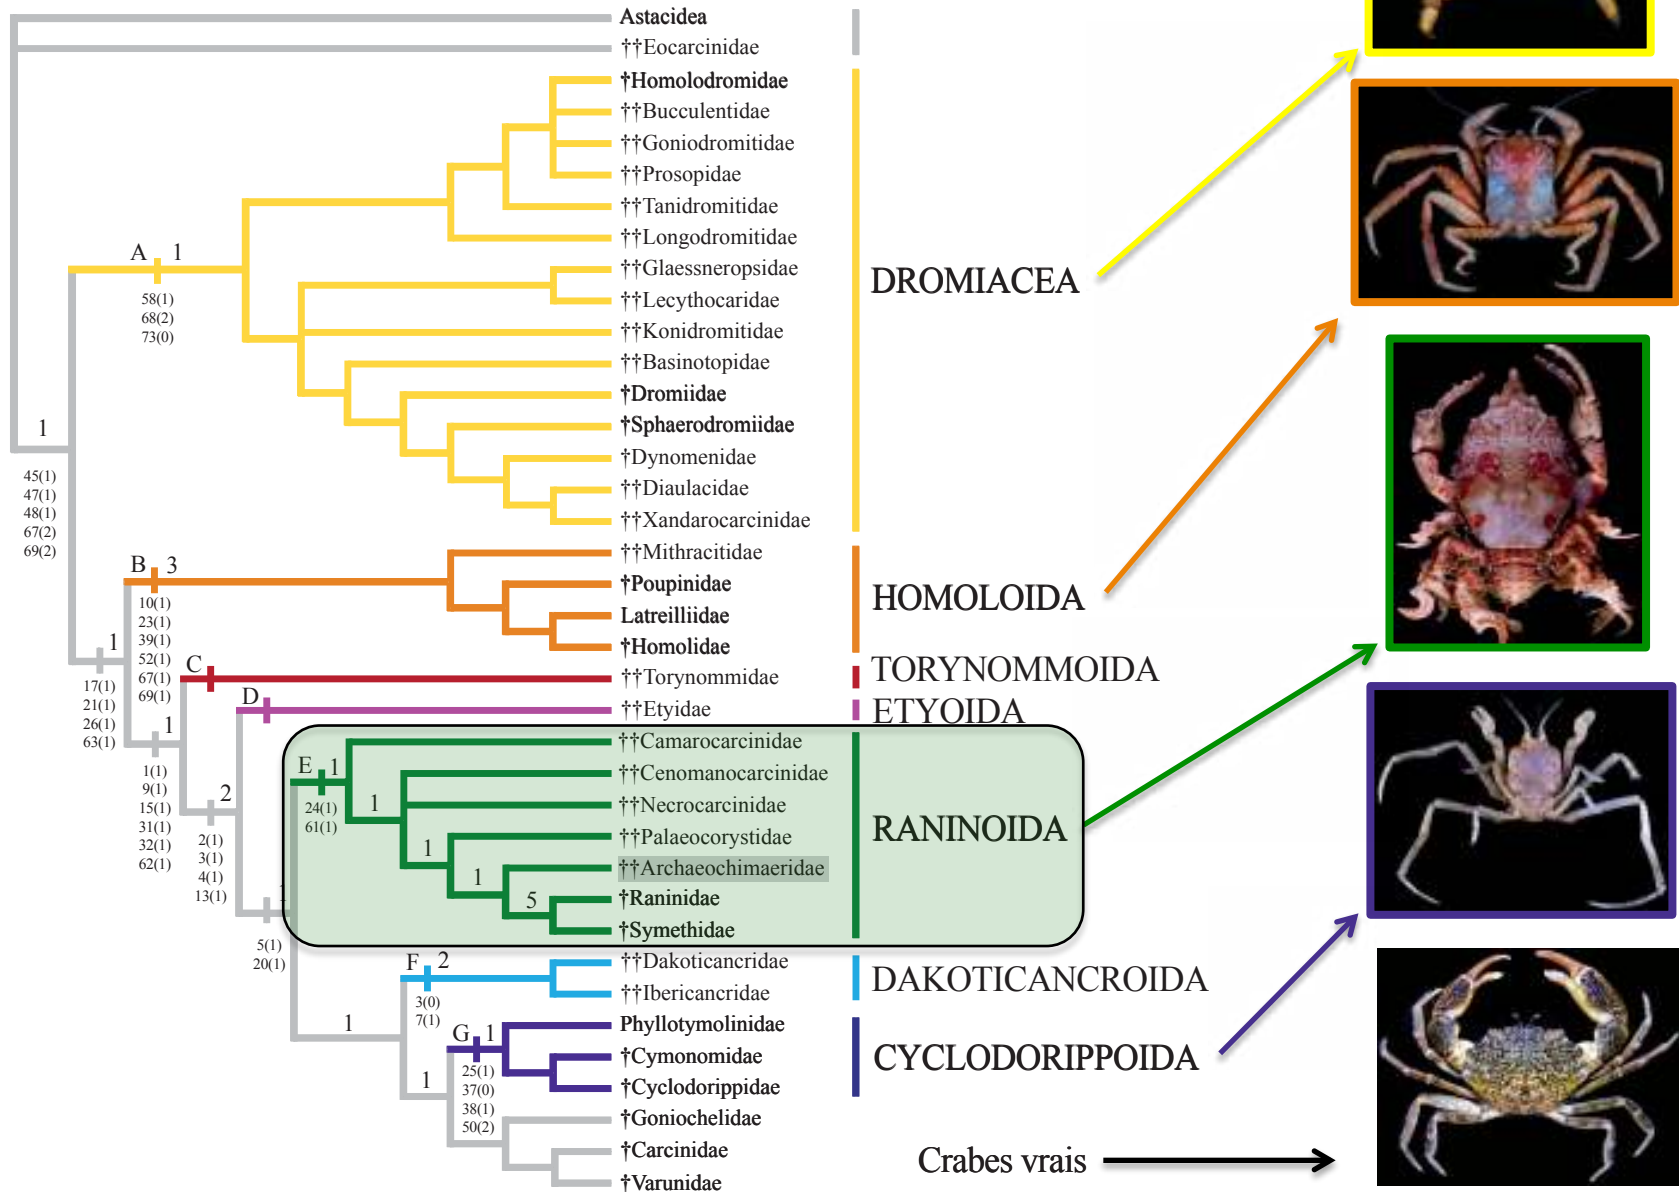 Astacidea
††Eocarcinidae
†Homolodromidae
††Bucculentidae
††Goniodromitidae
††Prosopidae
††Tanidromitidae
††Longodromitidae
A 1
58(1)
68(2)
73(0)
††Glaessneropsidae
††Lecythocaridae
††Konidromitidae
††Basinotopidae
†Dromiidae
†Sphaerodromiidae
†Dynomenidae
††Diaulacidae
††Xandarocarcinidae
DROMIACEA
1
45(1)
47(1)
48(1)
67(2)
69(2)
B 3
10(1)
23(1)
39(1)
52(1)
67(1)
69(1)
††Mithracitidae
†Poupinidae
Latreilliidae
†Homolidae
HOMOLOIDA
1
17(1)
21(1)
26(1)
63(1)
C
††Torynommidae
TORYNOMMOIDA
1
1(1)
9(1)
15(1)
31(1)
32(1)
62(1)
D
††Etyidae
ETYOIDA
2
2(1)
3(1)
4(1)
13(1)
E 1
24(1)
61(1)
1
1
1
5
††Camarocarcinidae
††Cenomanocarcinidae
††Necrocarcinidae
††Palaeocorystidae
††Archaeochimaeridae
†Raninidae
†Symethidae
RANINOIDA
1
5(1)
20(1)
F 2
3(0)
7(1)
††Dakoticancridae
††Ibericancridae
DAKOTICANCROIDA
1
G 1
25(1)
37(0)
38(1)
50(2)
Phyllotymolinidae
†Cymonomidae
†Cyclodorippidae
CYCLODORIPPOIDA
1
†Goniochelidae
†Carcinidae
†Varunidae
Crabes vrais